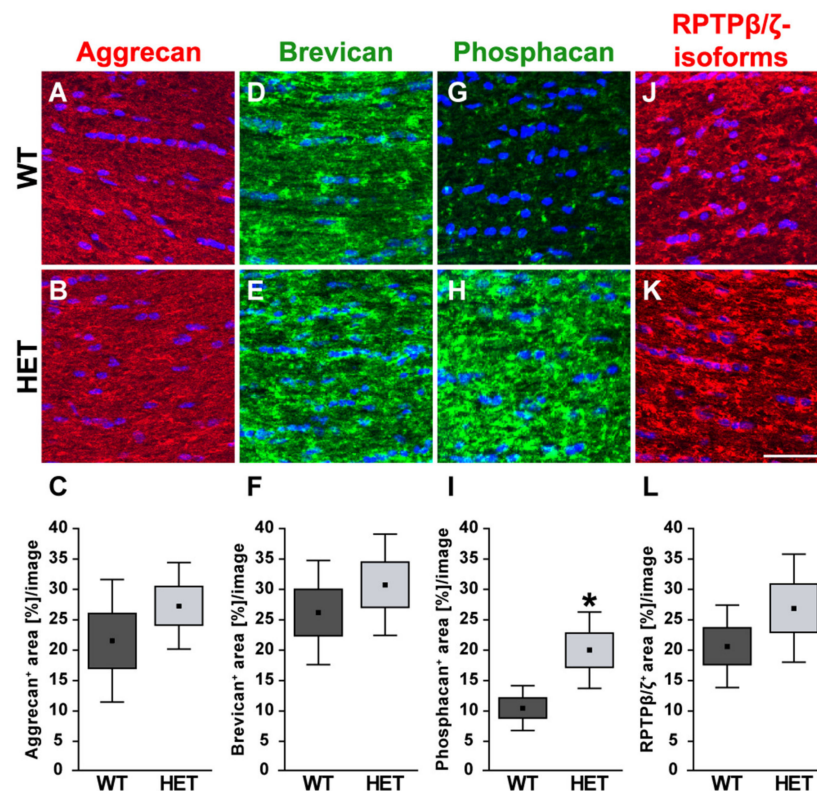 Aggrecan
Brevican
Phosphacan
RPTPβ/ζ-
isoforms
WT
A
D
G
J
HET
B
E
H
K
C
F
I
L
Aggrecan⁺ area [%]/image
40
35
30
25
20
15
10
5
0
WT HET
Brevican⁺ area [%]/image
40
35
30
25
20
15
10
5
0
WT HET
Phosphacan⁺ area [%]/image
40
35
30
25
20
15
10
5
0
*
WT HET
RPTPβ/ζ⁺ area [%]/image
40
35
30
25
20
15
10
5
0
WT HET